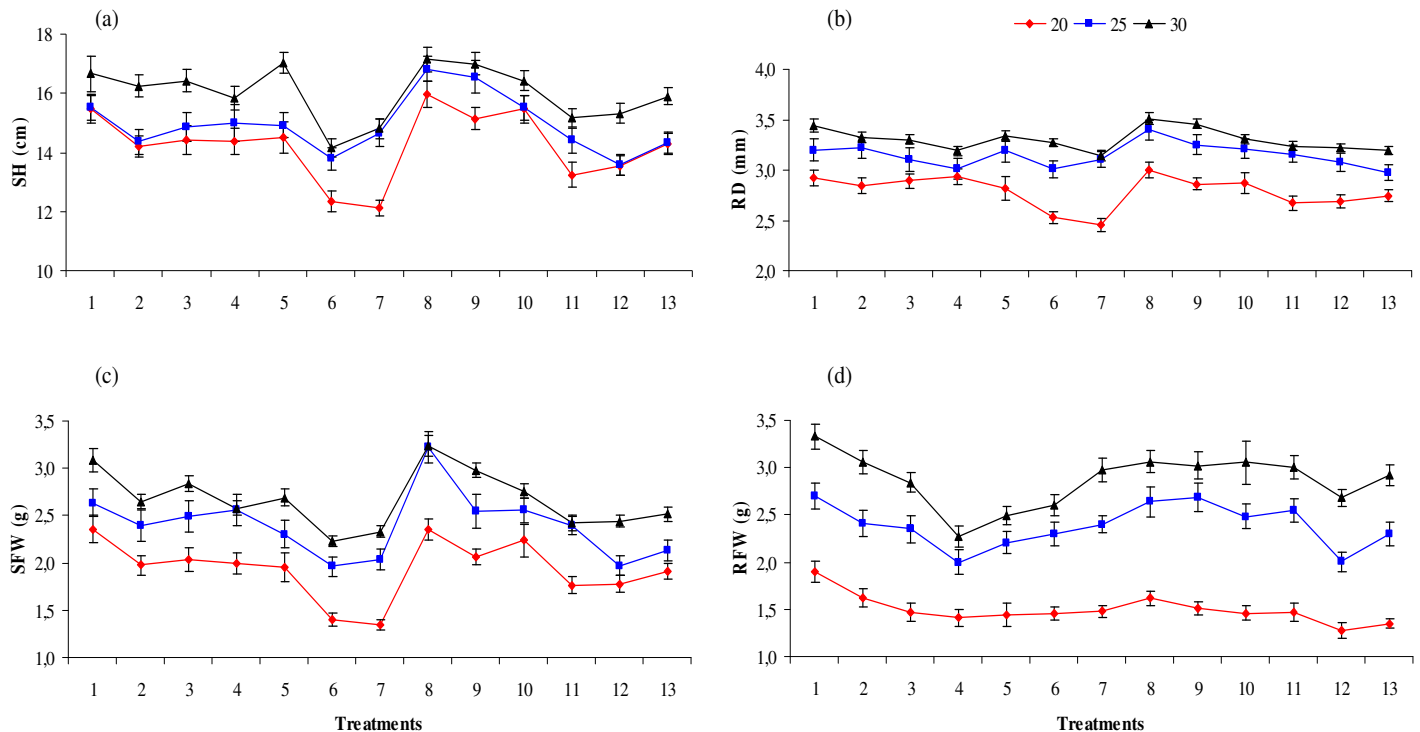 (a)
18
16
14
12
10
SH (cm)
1 2 3 4 5 6 7 8 9 10 11 12 13
(b)
20 25 30
4,0
3,5
3,0
2,5
2,0
RD (mm)
1 2 3 4 5 6 7 8 9 10 11 12 13
(c)
3,5
3,0
2,5
2,0
1,5
1,0
SFW (g)
1 2 3 4 5 6 7 8 9 10 11 12 13
Treatments
(d)
3,5
3,0
2,5
2,0
1,5
1,0
RFW (g)
1 2 3 4 5 6 7 8 9 10 11 12 13
Treatments